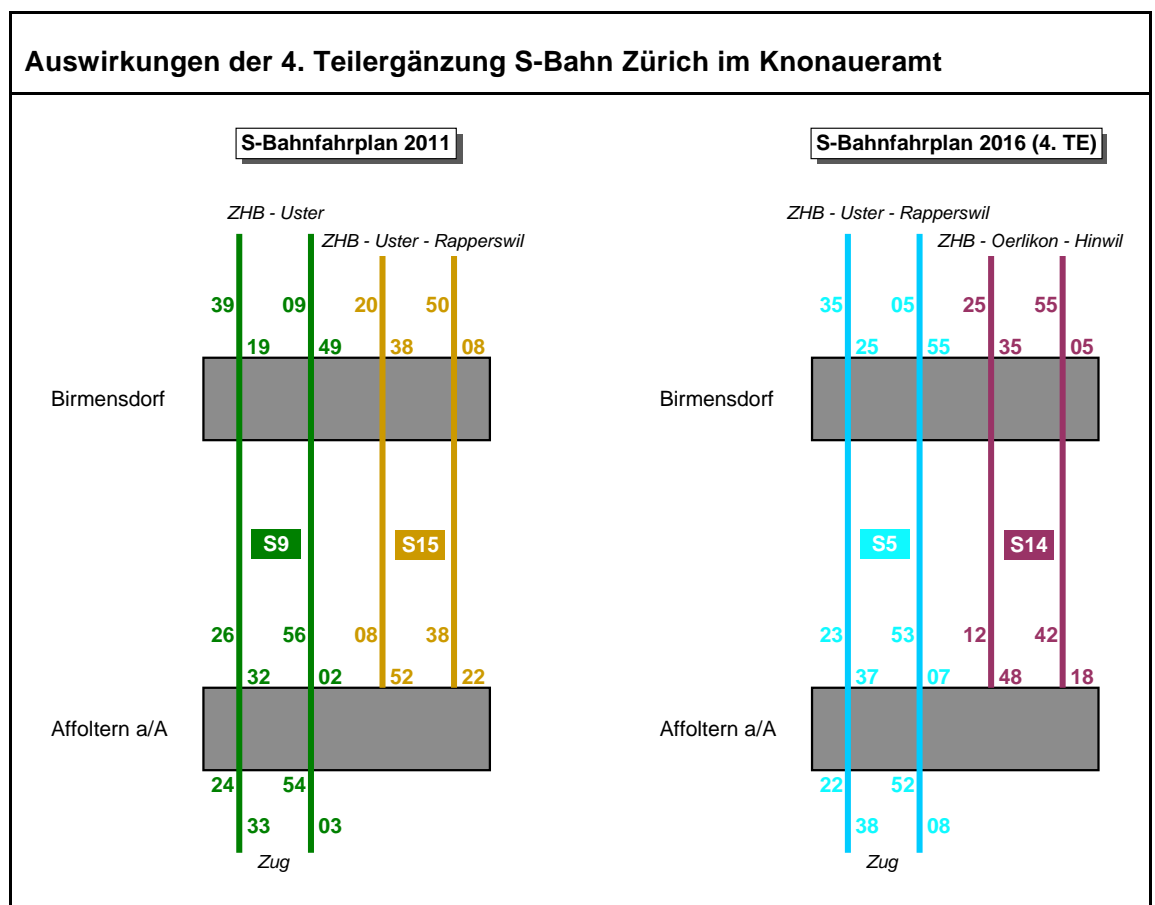 Auswirkungen der 4. Teilergänzung S-Bahn Zürich im Knonaueramt
S-Bahnfahrplan 2011
ZHB - Uster
ZHB - Uster - Rapperswil
39 09 20 50
19 49 38 08
Birmensdorf
S9 S15
26 56 08 38
32 02 52 22
Affoltern a/A
24 54
33 03
Zug
S-Bahnfahrplan 2016 (4. TE)
ZHB - Uster - Rapperswil
ZHB - Oerlikon - Hinwil
35 05 25 55
25 55 35 05
Birmensdorf
S5 S14
23 53 12 42
37 07 48 18
Affoltern a/A
22 52
38 08
Zug